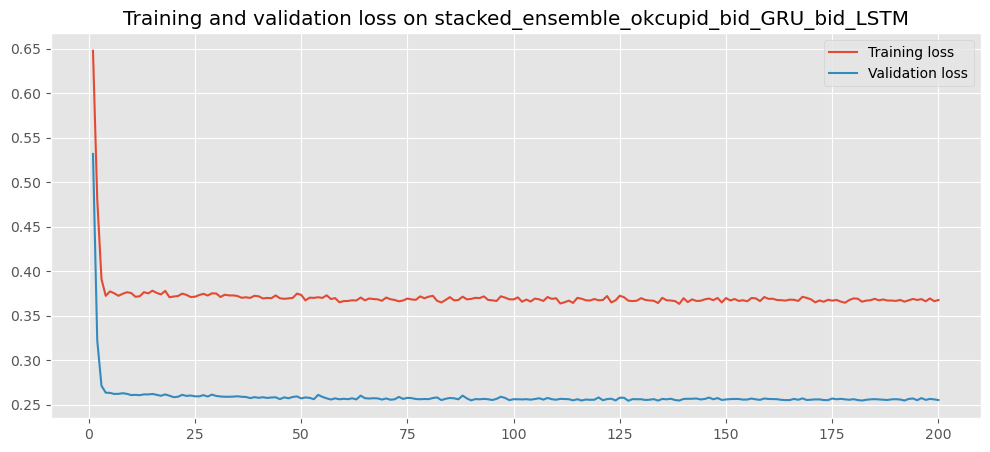 Training and validation loss on stacked_ensemble_okcupid_bid_GRU_bid_LSTM
Training loss
Validation loss
0.65
0.60
0.55
0.50
0.45
0.40
0.35
0.30
0.25
0 25 50 75 100 125 150 175 200